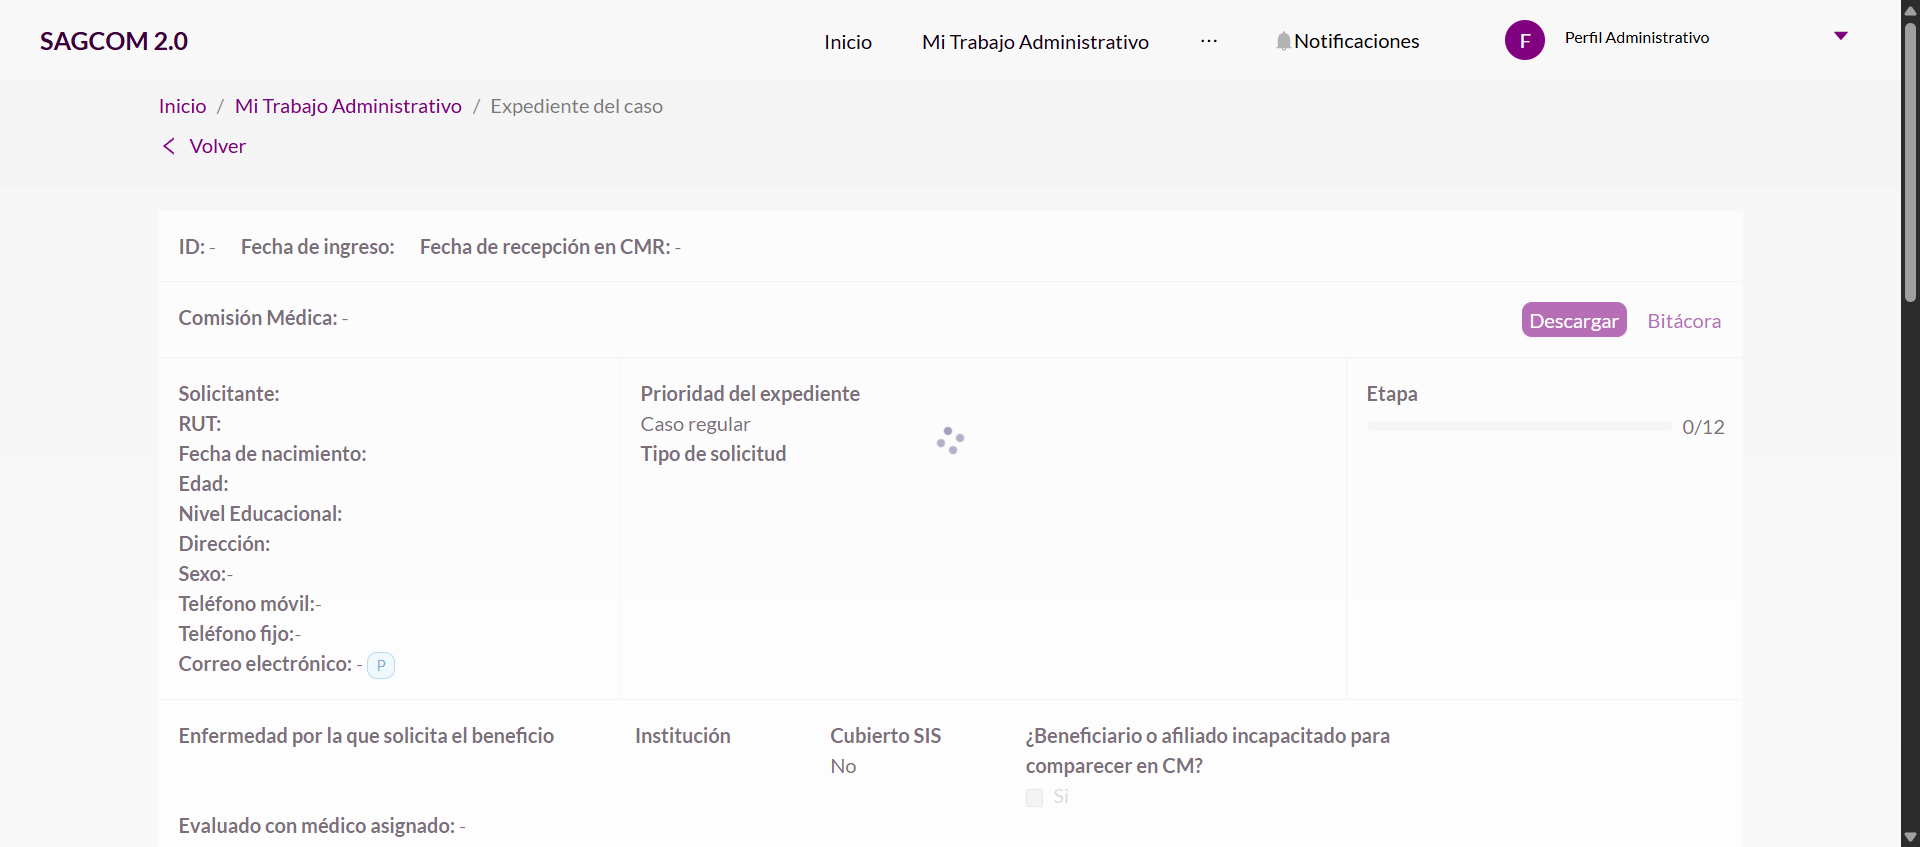 SAGCOM 2.0
Inicio
Mi Trabajo Administrativo
···
Notificaciones
F
Perfil Administrativo
Inicio / Mi Trabajo Administrativo / Expediente del caso
Volver
ID: - Fecha de ingreso: Fecha de recepción en CMR: -
Comisión Médica: -
Descargar
Bitácora
Solicitante:
RUT:
Fecha de nacimiento:
Edad:
Nivel Educacional:
Dirección:
Sexo:-
Teléfono móvil:-
Teléfono fijo:-
Correo electrónico: - P
Prioridad del expediente
Caso regular
Tipo de solicitud
Etapa
0/12
Enfermedad por la que solicita el beneficio
Institución
Cubierto SIS
No
¿Beneficiario o afiliado incapacitado para
comparecer en CM?
Si
Evaluado con médico asignado: -